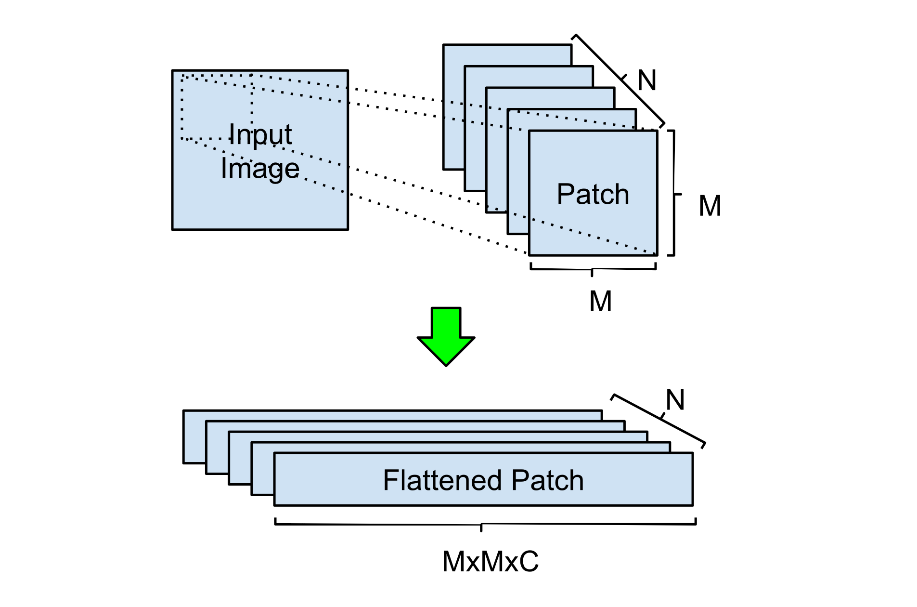 Input
Image
N
Patch
M
M
N
Flattened Patch
MxMxC